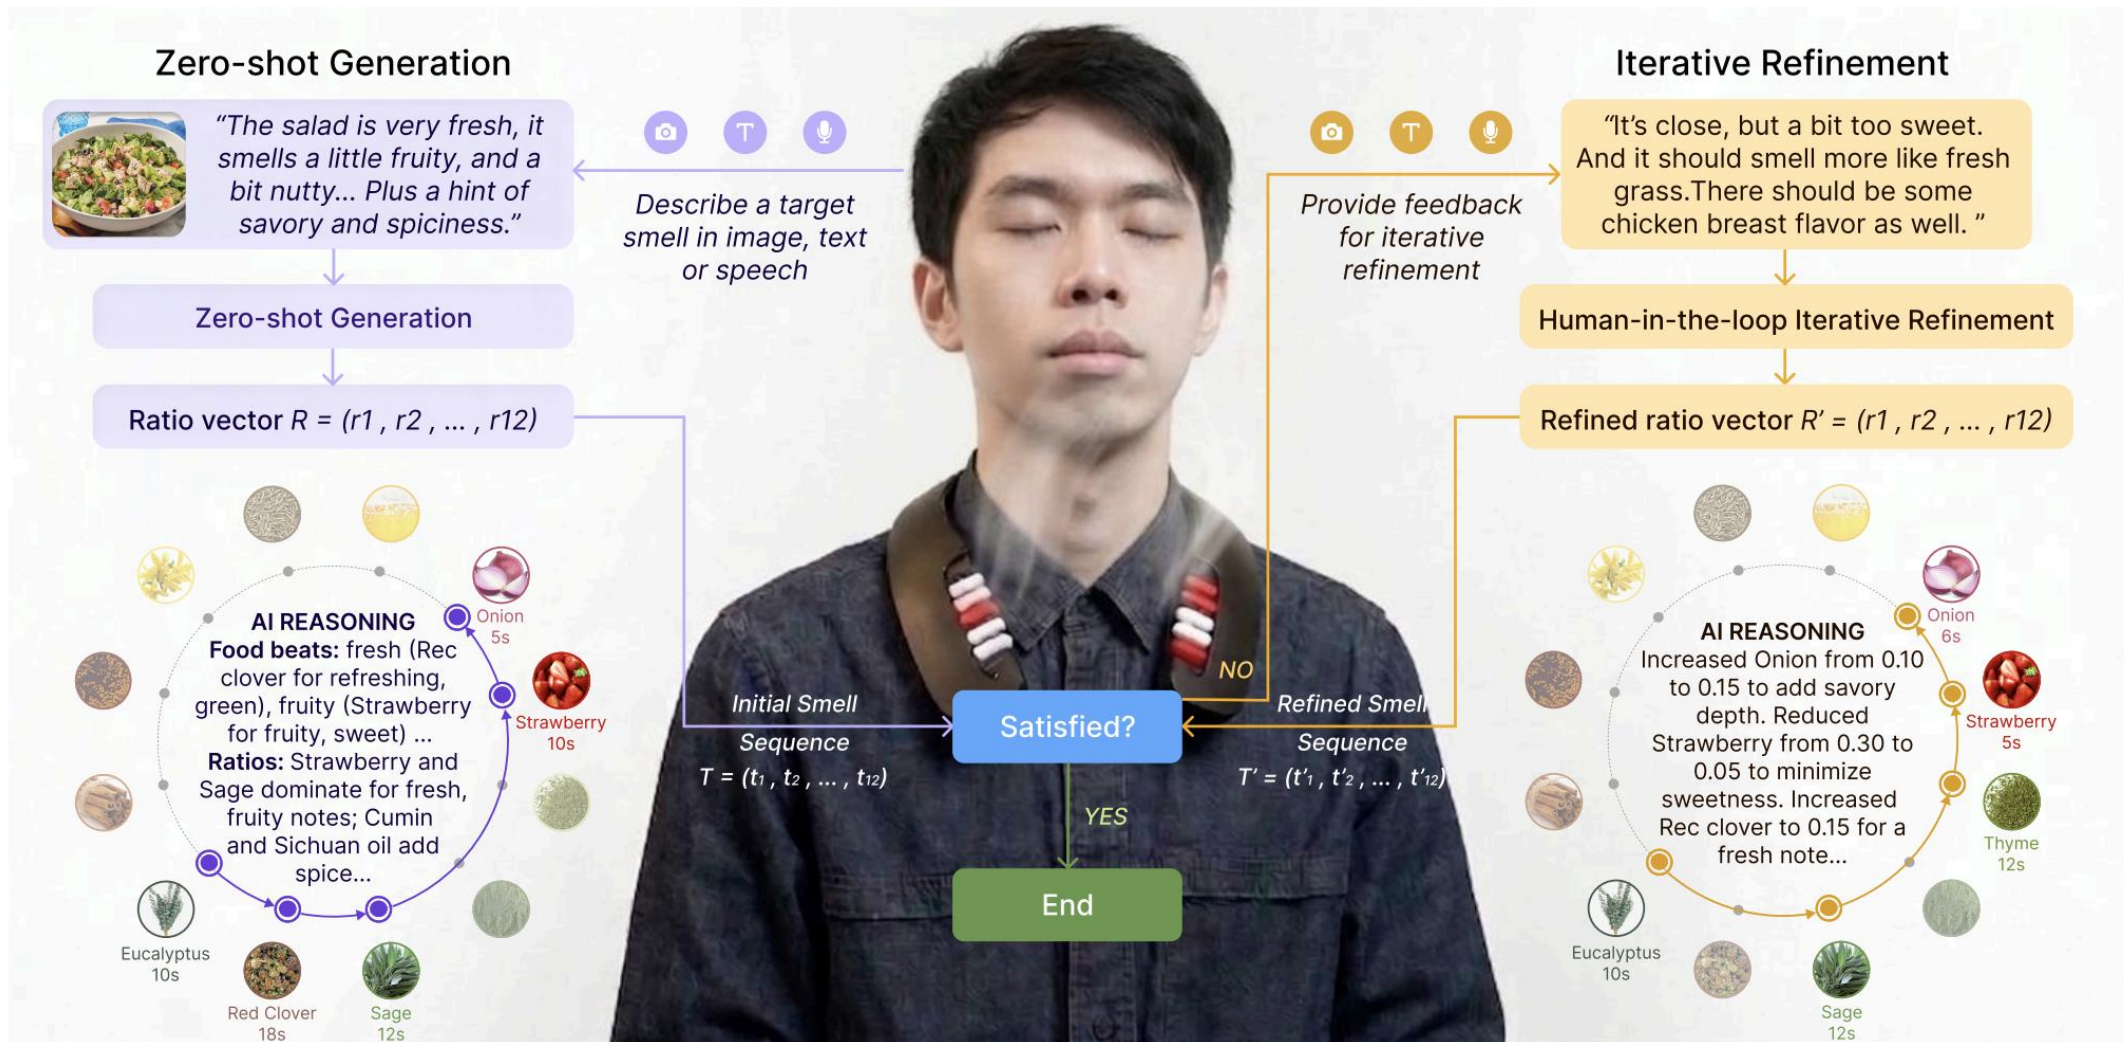 Zero-shot Generation
“The salad is very fresh, it
smells a little fruity, and a
bit nutty... Plus a hint of
savory and spiciness.”
Zero-shot Generation
Ratio vector R = (r1 , r2 , ... , r12)
T
Describe a target
smell in image, text
or speech
AI REASONING
Food beats: fresh (Rec
clover for refreshing,
green), fruity (Strawberry
for fruity, sweet) ...
Ratios: Strawberry and
Sage dominate for fresh,
fruity notes; Cumin
and Sichuan oil add
spice...
Onion
5s
Strawberry
10s
Eucalyptus
10s
Red Clover
18s
Sage
12s
Initial Smell
Sequence
T = (t1 , t2 , ... , t12)
Satisfied?
NO
YES
End
Iterative Refinement
T
Provide feedback
for iterative
refinement
“It’s close, but a bit too sweet.
And it should smell more like fresh
grass.There should be some
chicken breast flavor as well. ”
Human-in-the-loop Iterative Refinement
Refined ratio vector R’ = (r1 , r2 , ... , r12)
Refined Smell
Sequence
T’ = (t’1 , t’2 , ... , t’12)
AI REASONING
Increased Onion from 0.10
to 0.15 to add savory
depth. Reduced
Strawberry from 0.30 to
0.05 to minimize
sweetness. Increased
Rec clover to 0.15 for a
fresh note...
Onion
6s
Strawberry
5s
Thyme
12s
Eucalyptus
10s
Sage
12s